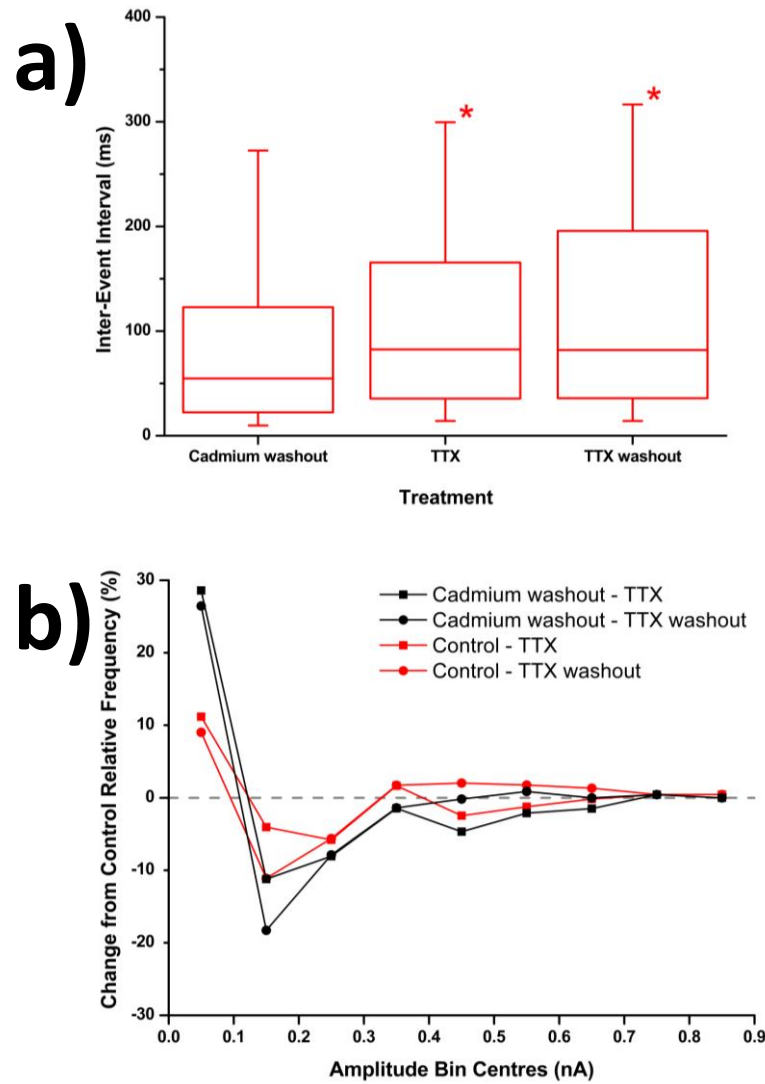 a)
Inter-Event Interval (ms)
400
300
200
100
0
*
*
Cadmium washout TTX TTX washout
Treatment
b)
Change from Control Relative Frequency (%)
30
20
10
0
-10
-20
-30
Cadmium washout - TTX
Cadmium washout - TTX washout
Control - TTX
Control - TTX washout
0.0 0.1 0.2 0.3 0.4 0.5 0.6 0.7 0.8 0.9
Amplitude Bin Centres (nA)